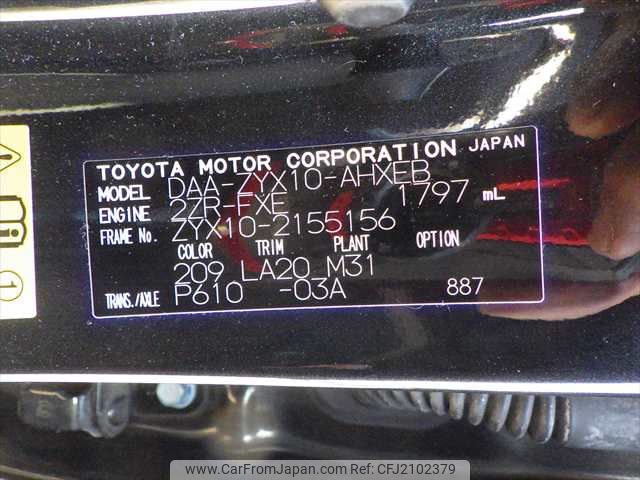 TOYOTA MOTOR CORPORATION JAPAN
MODEL DAA-ZYX10-AHXEB
ENGINE 2ZR-FXE 1797 mL
FRAME No. ZYX10-2155156
COLOR TRIM PLANT OPTION
209 LA20 M31
TRANS./AXLE P610 -03A 887
1
www.CarFromJapan.com Ref:CFJ2102379